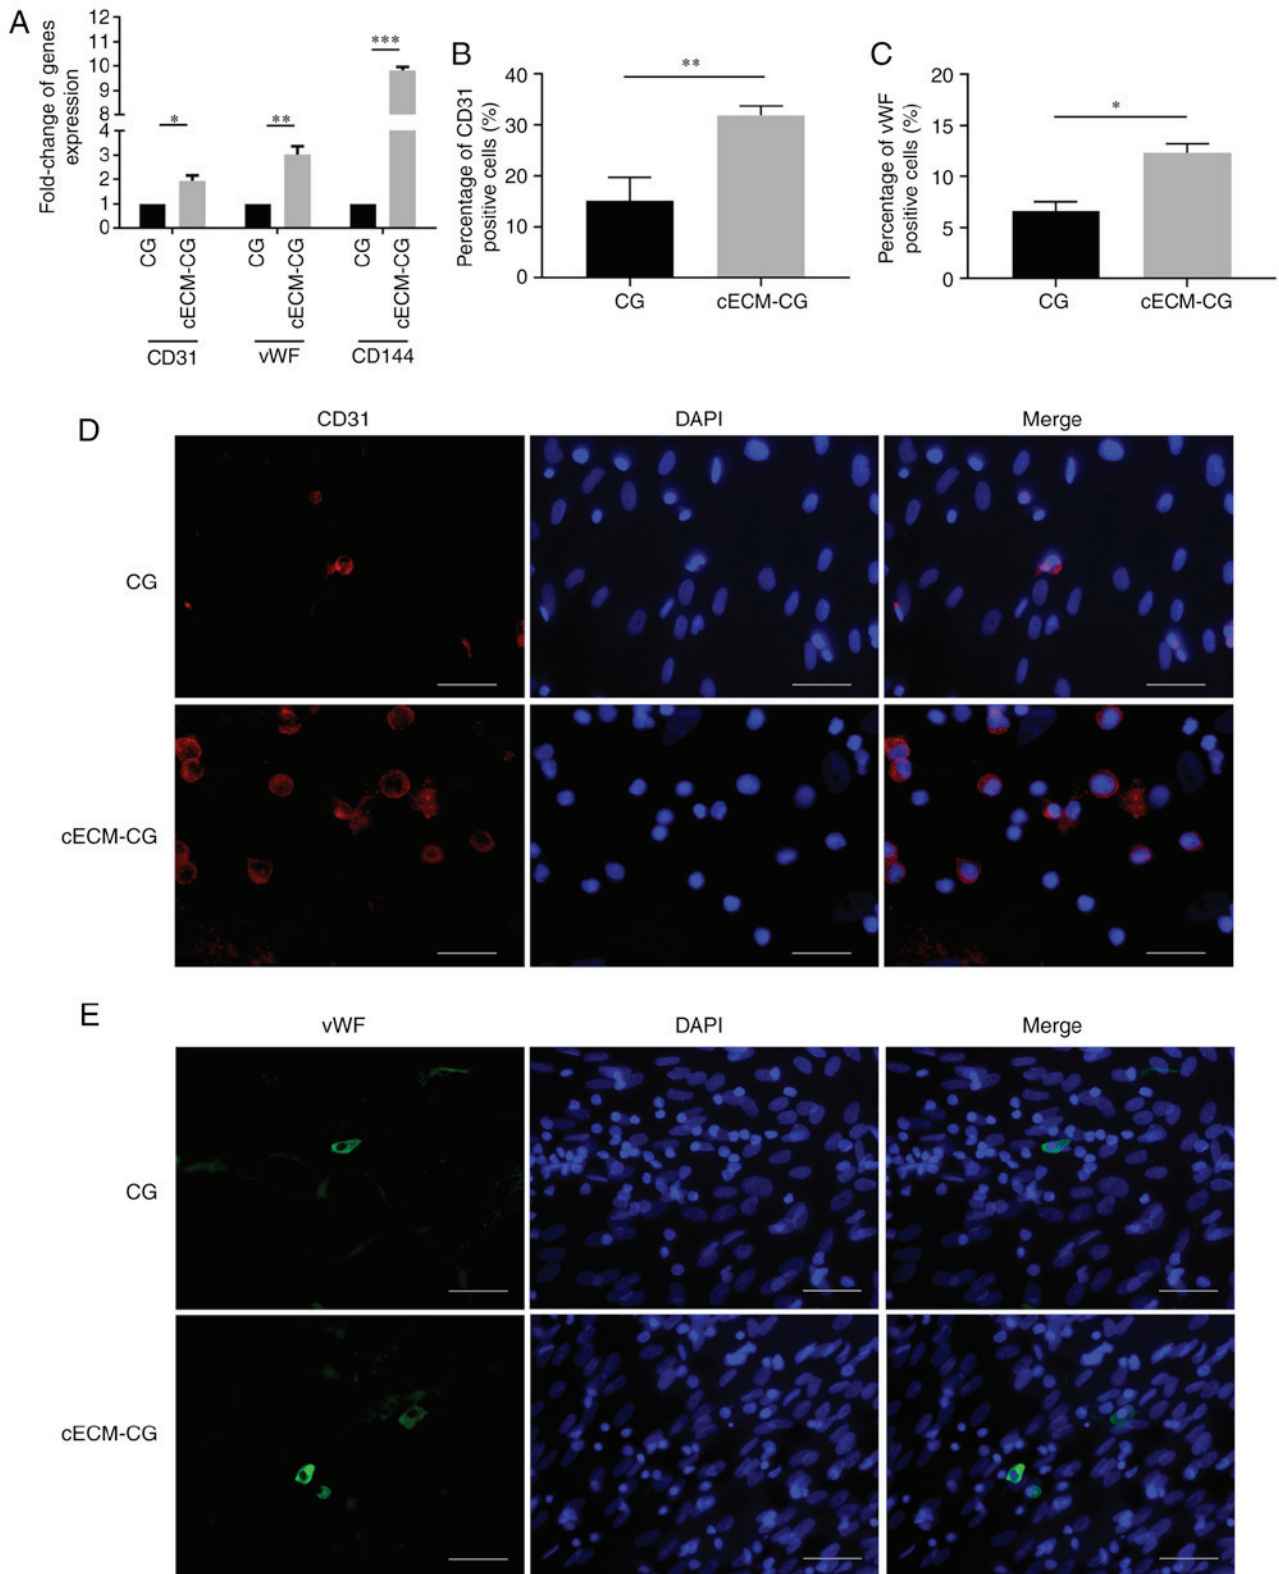 A
Fold-change of genes
expression
12
11
10
9
8
4
3
2
1
0
*
**
***
CG
cECM-CG
CG
cECM-CG
CG
cECM-CG
CD31
vWF
CD144
B
Percentage of CD31
positive cells (%)
40
30
20
10
0
**
CG
cECM-CG
C
Percentage of vWF
positive cells (%)
20
15
10
5
0
*
CG
cECM-CG
D
CD31
DAPI
Merge
CG
cECM-CG
E
vWF
DAPI
Merge
CG
cECM-CG